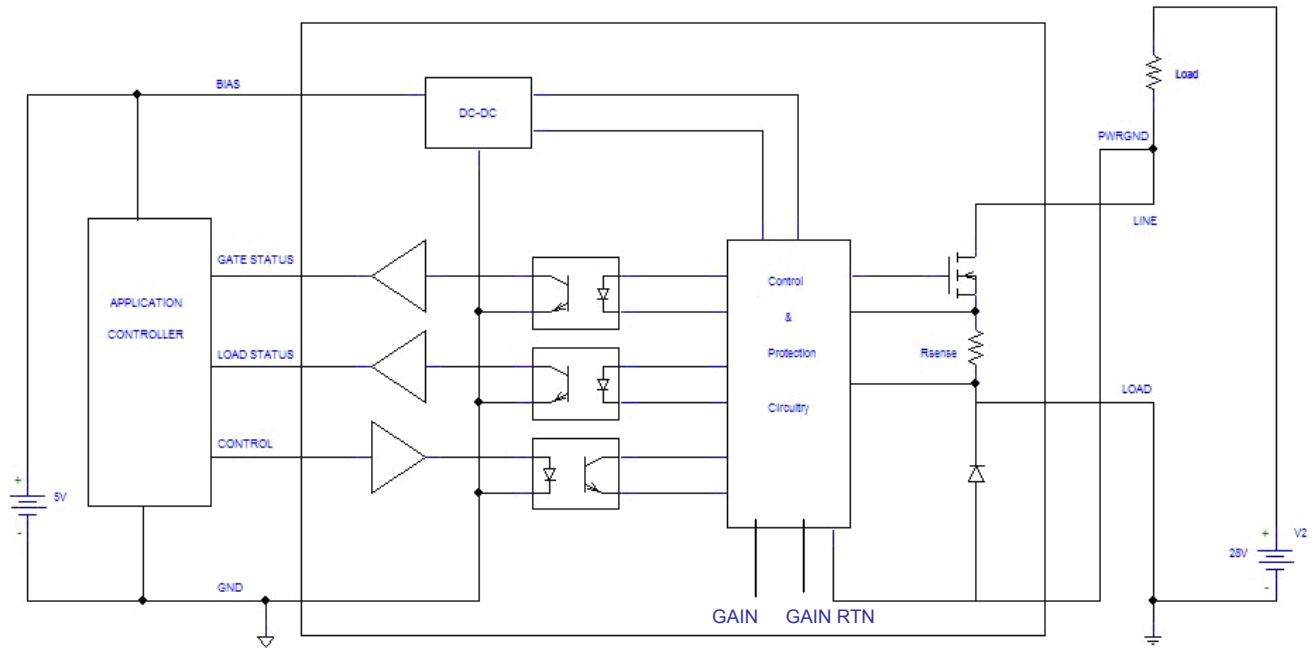 BIAS
DC-DC
Load
PWRGND
LINE
GATE STATUS
Control
APPLICATION
&
CONTROLLER
LOAD STATUS
Protection
Rsense
LOAD
Circuitry
CONTROL
+
5V
-
+
V2
28V
-
GND
GAIN
GAIN RTN